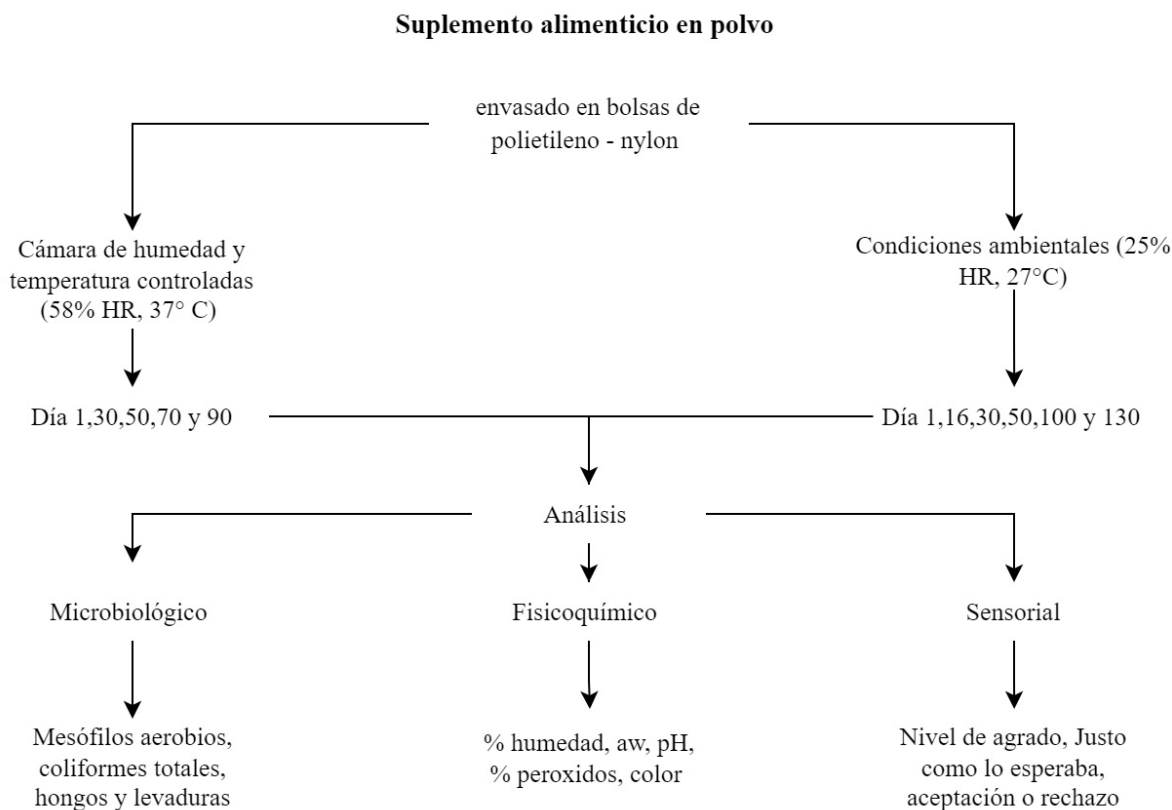 Suplemento alimenticio en polvo
envasado en bolsas de
polietileno - nylon
Cámara de humedad y
temperatura controladas
(58% HR, 37° C)
Condiciones ambientales (25%
HR, 27°C)
Día 1,30,50,70 y 90
Día 1,16,30,50,100 y 130
Análisis
Microbiológico
Fisicoquímico
Sensorial
Mesófilos aerobios,
coliformes totales,
hongos y levaduras
% humedad, aw, pH,
% peroxidos, color
Nivel de agrado, Justo
como lo esperaba,
aceptación o rechazo